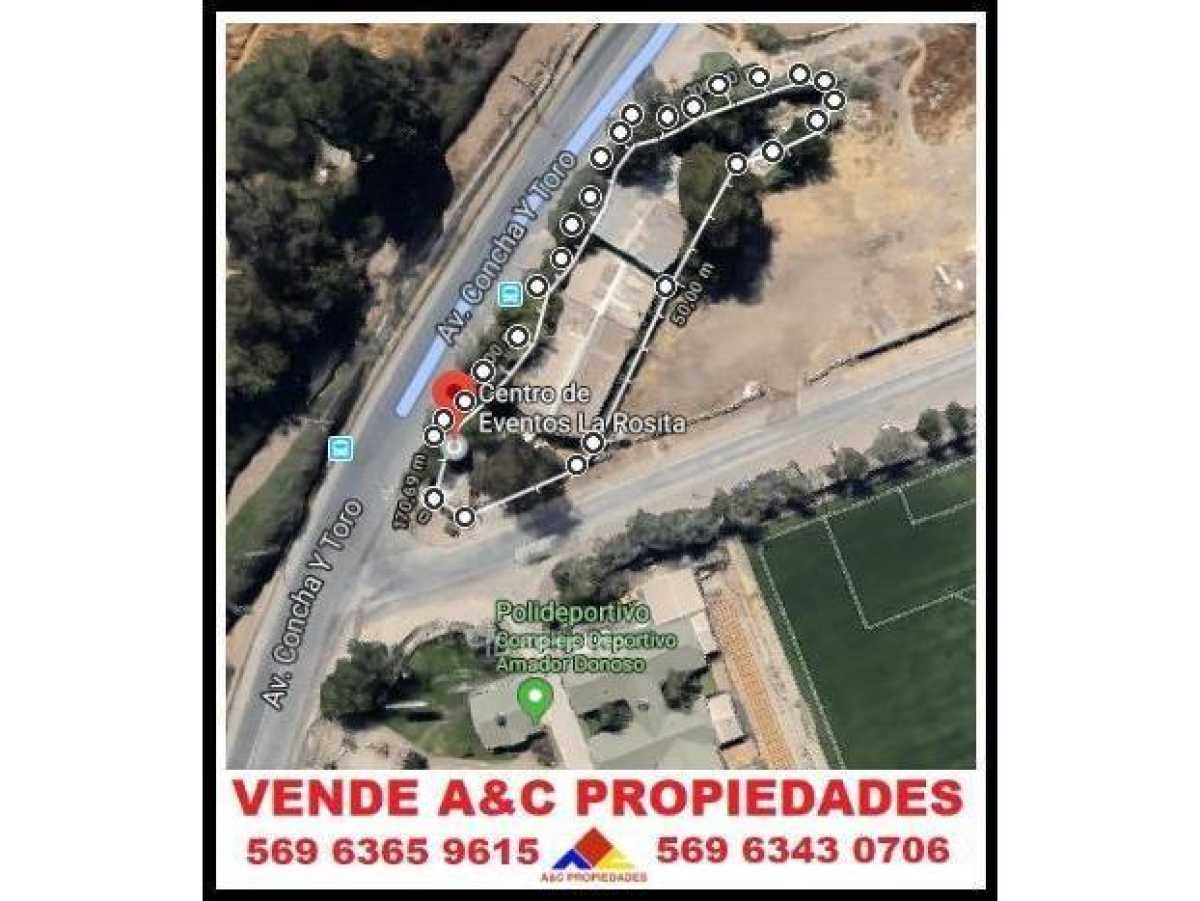 Av. Concha Y Toro
50,00 m
Centro de
Eventos La Rosita
170,69 m
Av. Concha Y Toro
Polideportivo
Complejo Deportivo
Amador Donoso
VENDE A&C PROPIEDADES
569 6365 9615
569 6343 0706
A&C PROPIEDADES